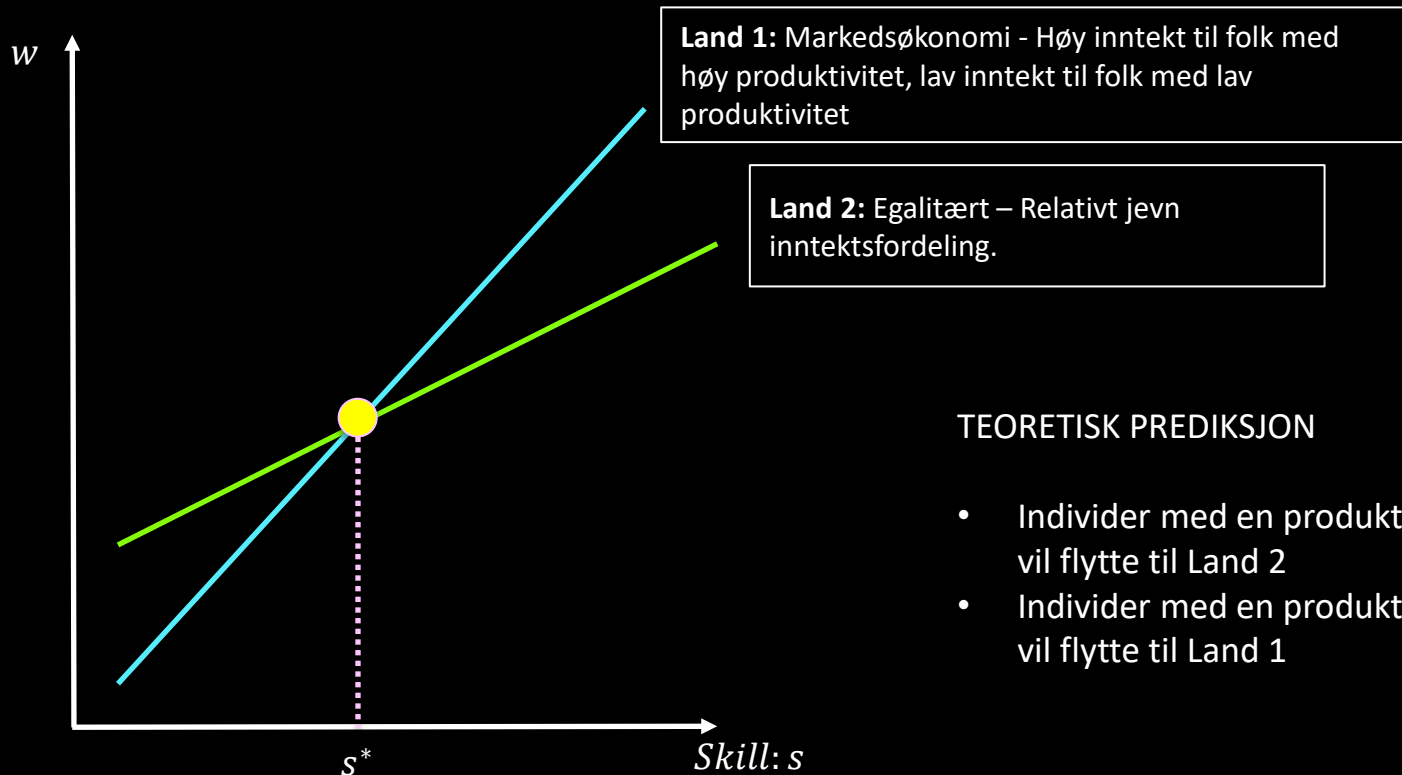 w
Land 1: Markedsøkonomi - Høy inntekt til folk med
høy produktivitet, lav inntekt til folk med lav
produktivitet
Land 2: Egalitært – Relativt jevn
inntektsfordeling.
TEORETISK PREDIKSJON
• Individer med en produkt
vil flytte til Land 2
• Individer med en produkt
vil flytte til Land 1
s*
Skill: s